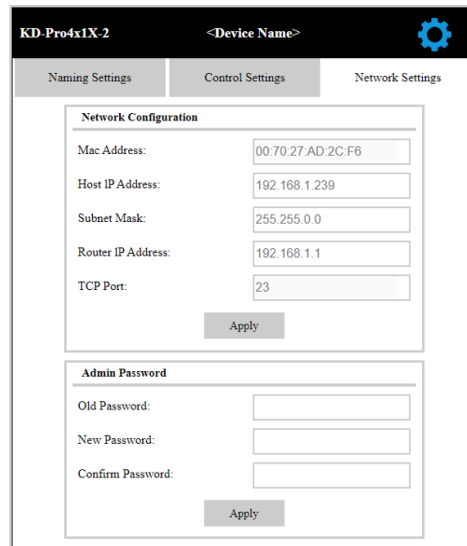 KD-Pro4x1X-2 <Device Name>
Naming Settings Control Settings Network Settings
Network Configuration
Mac Address: 00:70:27:AD:2C:F6
Host IP Address: 192.168.1.239
Subnet Mask: 255.255.0.0
Router IP Address: 192.168.1.1
TCP Port: 23
Apply
Admin Password
Old Password:
New Password:
Confirm Password:
Apply